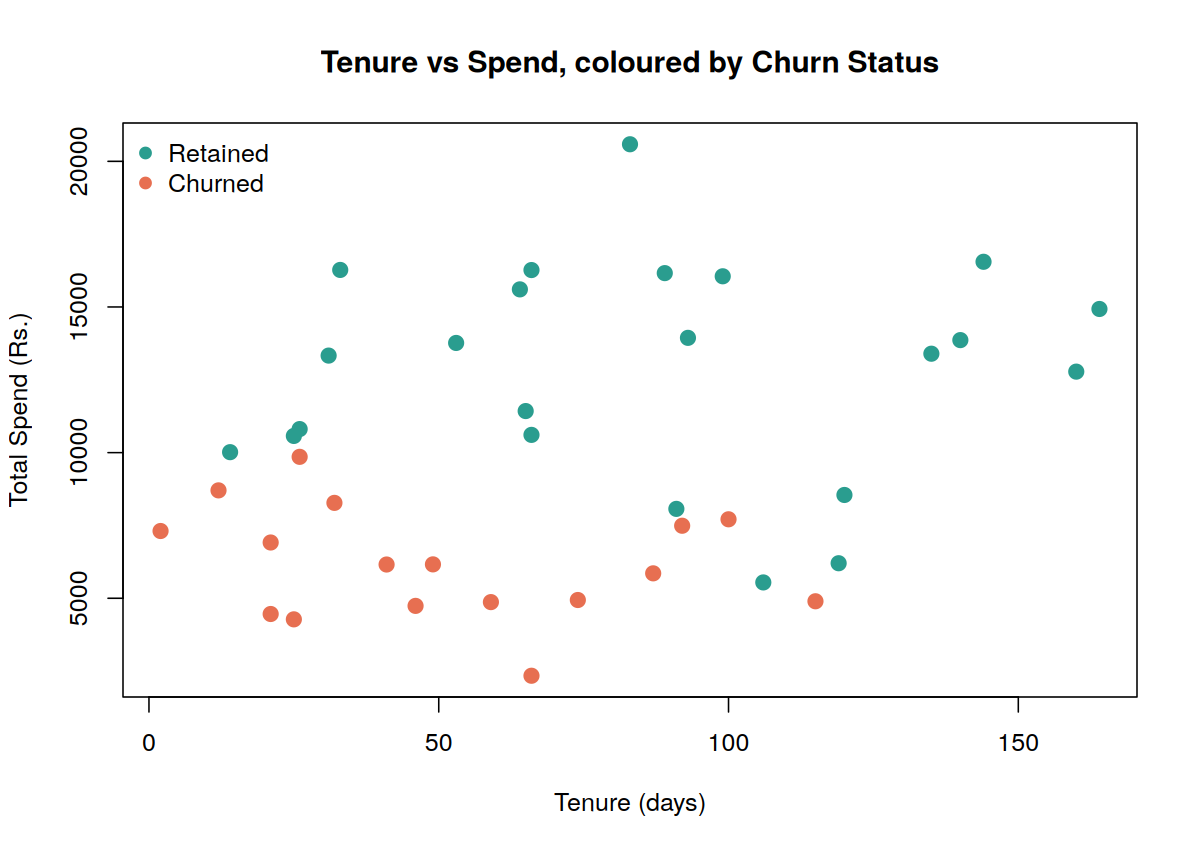 Tenure vs Spend, coloured by Churn Status
Retained
Churned
20000
15000
10000
5000
Total Spend (Rs.)
0 50 100 150
Tenure (days)